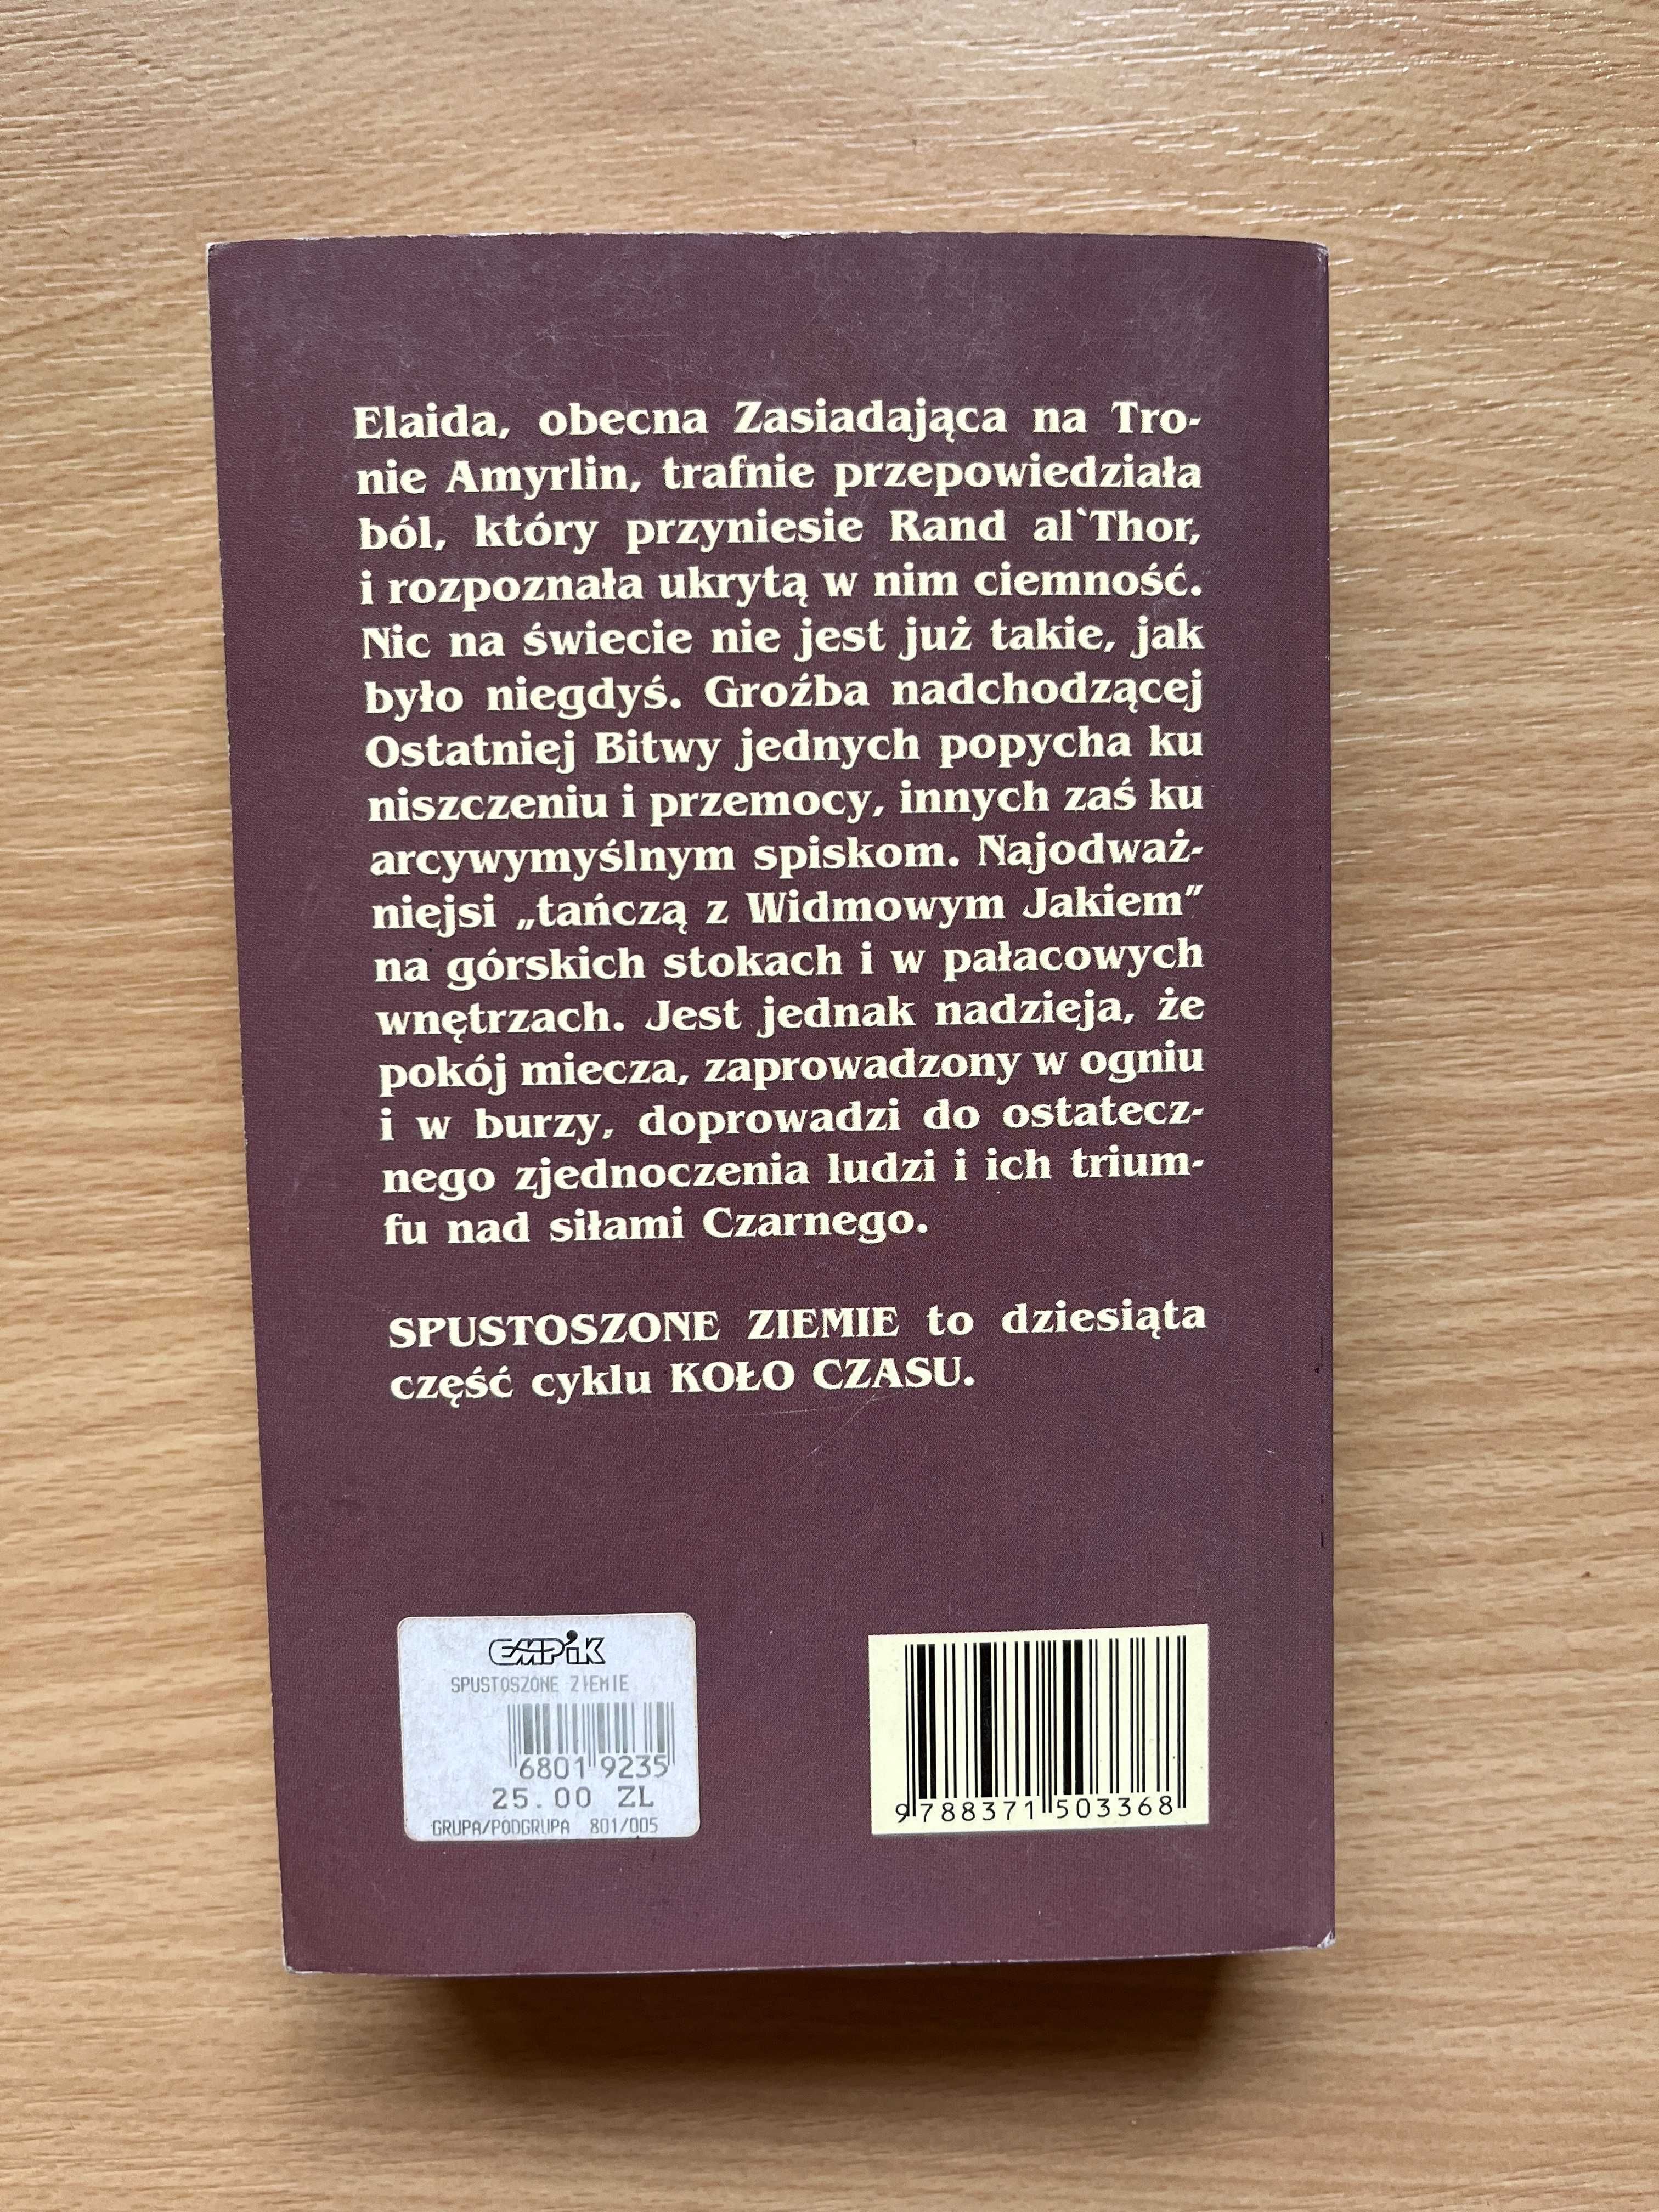 Elaida, obecna Zasiadająca na Tro-
nie Amyrlin, trafnie przepowiedziała
ból, który przyniesie Rand al`Thor,
i rozpoznała ukrytą w nim ciemność.
Nic na świecie nie jest już takie, jak
było niegdyś. Groźba nadchodzącej
Ostatniej Bitwy jednych popycha ku
niszczeniu i przemocy, innych zaś ku
arcywymyślnym spiskom. Najodważ-
niejsi „tańczą z Widmowym Jakiem”
na górskich stokach i w pałacowych
wnętrzach. Jest jednak nadzieja, że
pokój miecza, zaprowadzony w ogniu
i w burzy, doprowadzi do ostatecz-
nego zjednoczenia ludzi i ich trium-
fu nad siłami Czarnego.
SPUSTOSZONE ZIEMIE to dziesiąta
część cyklu KOŁO CZASU.
EMPiK
SPUSTOSZONE ZIEMIE
6801 9235
25.00 ZL
GRUPA/PODGRUPA 801/005
9 788371 503368